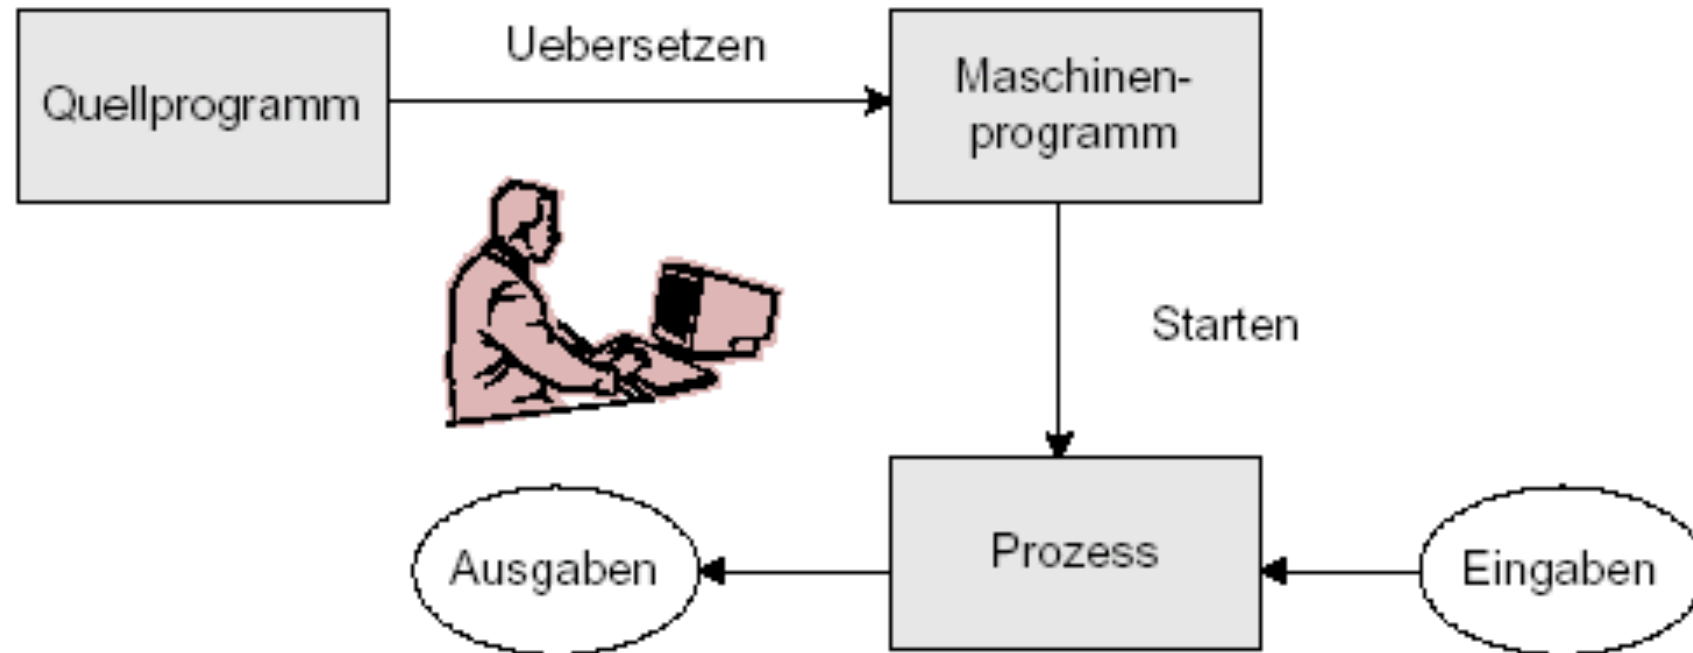 Quellprogramm
Uebersetzen
Maschinen-
programm
Starten
Ausgaben
Prozess
Eingaben